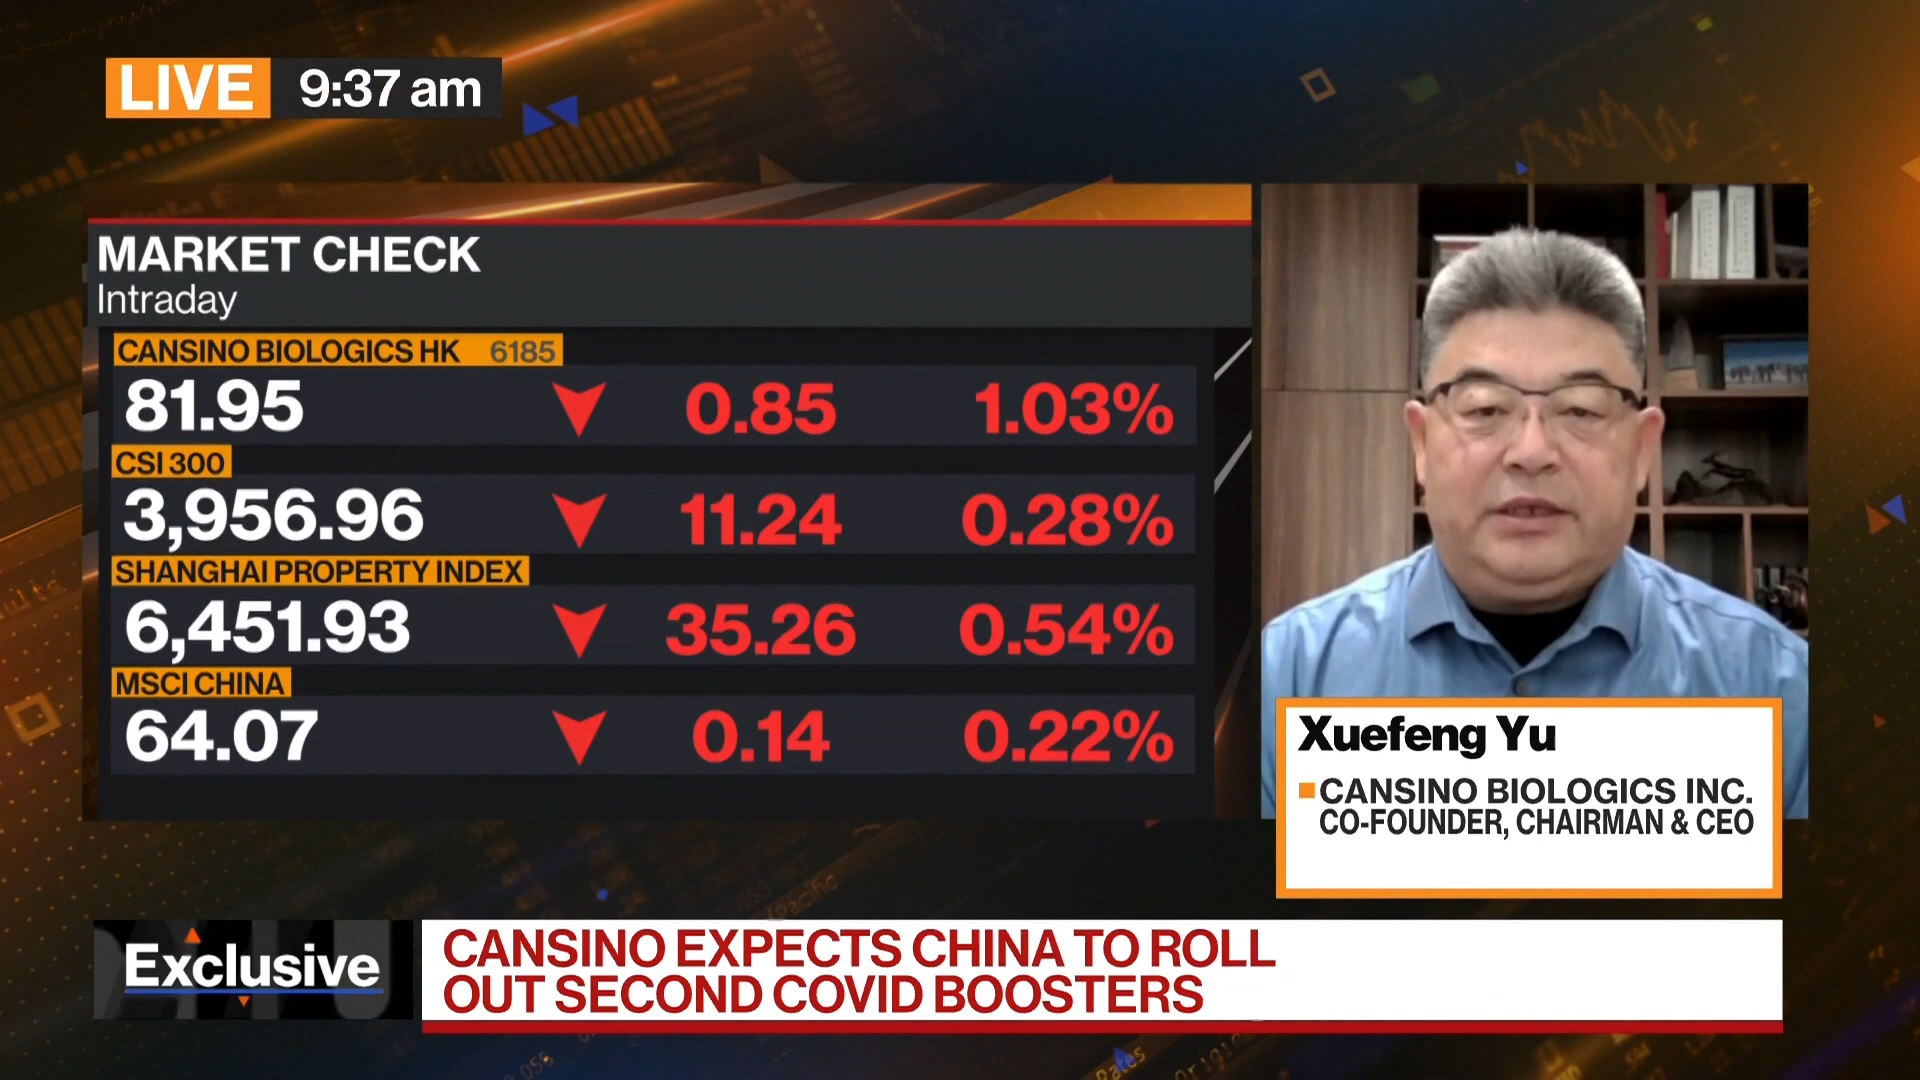 LIVE 9:37 am
MARKET CHECK
Intraday
CANSINO BIOLOGICS HK 6185
81.95 0.85 1.03%
CSI 300
3,956.96 11.24 0.28%
SHANGHAI PROPERTY INDEX
6,451.93 35.26 0.54%
MSCI CHINA
64.07 0.14 0.22%
Xuefeng Yu
CANSINO BIOLOGICS INC.
CO-FOUNDER, CHAIRMAN & CEO
Exclusive
CANSINO EXPECTS CHINA TO ROLL
OUT SECOND COVID BOOSTERS